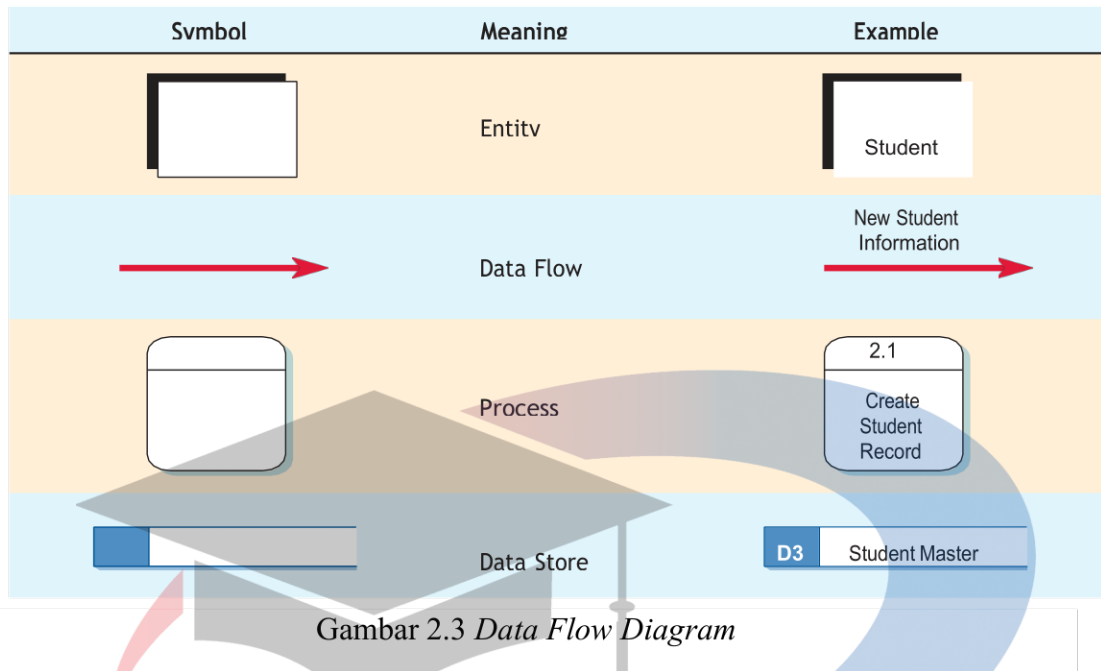 Symbol Meaning Example
Entity
Student
Data Flow
New Student
Information
Process
2.1
Create
Student
Record
Data Store
D3 Student Master
Gambar 2.3 Data Flow Diagram